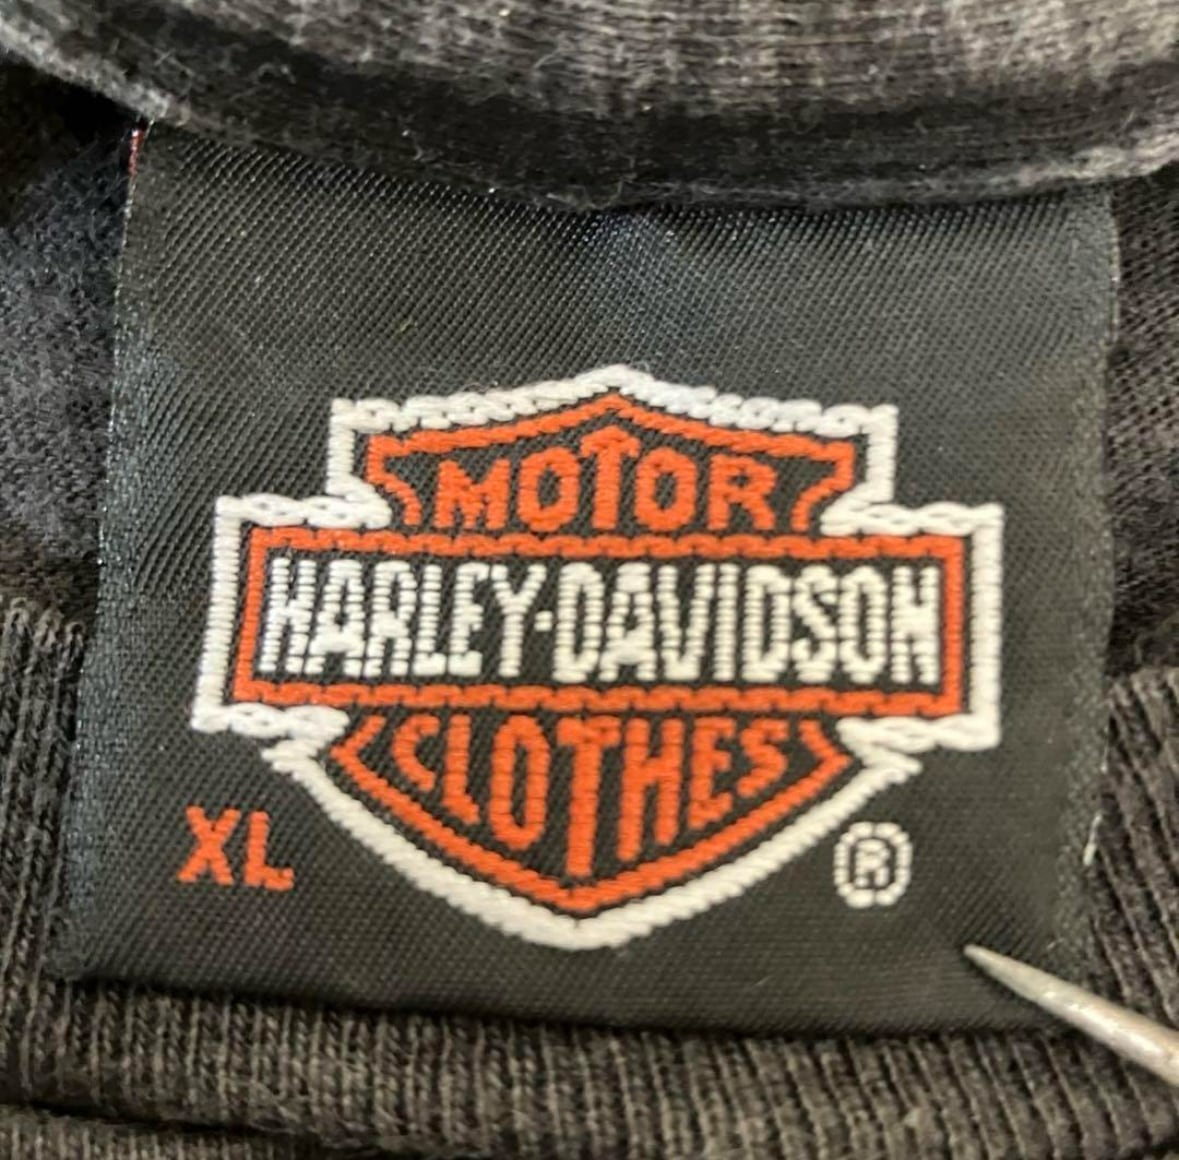 MOTOR
HARLEY-DAVIDSON
CLOTHES
XL
®